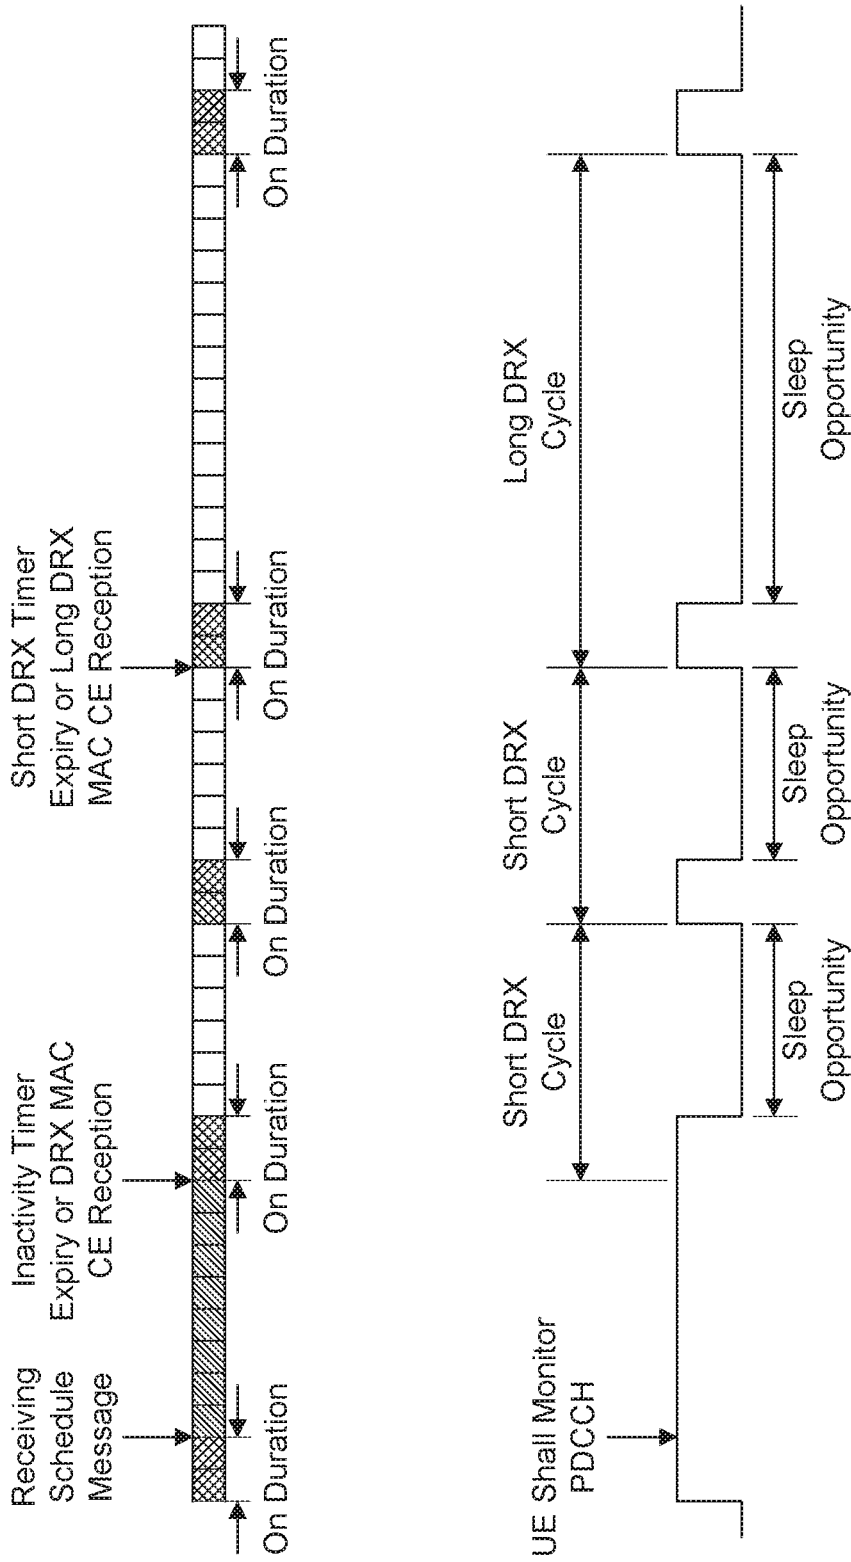 Receiving
Schedule
Message
Inactivity Timer
Expiry or DRX MAC
CE Reception
Short DRX Timer
Expiry or Long DRX
MAC CE Reception
On Duration
On Duration
On Duration
On Duration
On Duration
UE Shall Monitor
PDCCH
Short DRX
Cycle
Short DRX
Cycle
Long DRX
Cycle
Sleep
Opportunity
Sleep
Opportunity
Sleep
Opportunity